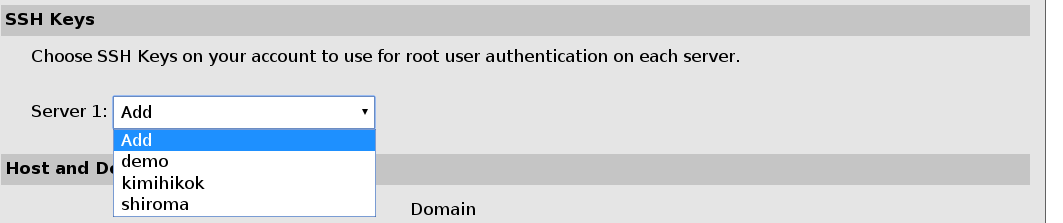 SSH Keys
Choose SSH Keys on your account to use for root user authentication on each server.
Server 1: Add
Add
demo
Host and
kimihikok
shiroma
Domain